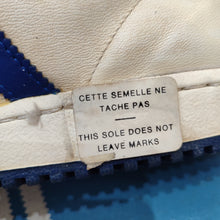 CETTE SEMELLE NE
TACHE PAS
THIS SOLE DOES NOT
LEAVE MARKS